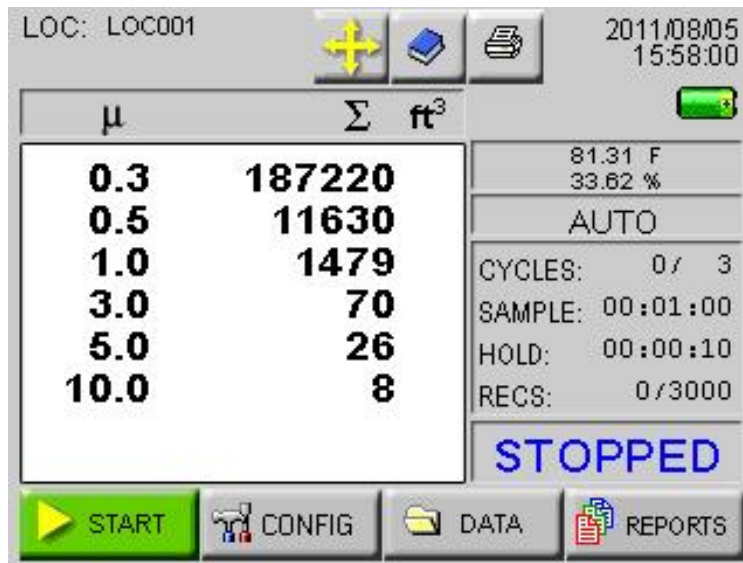 LOC: LOC001
2011/08/05
15:58:00
µ Σ ft³
0.3 187220
0.5 11630
1.0 1479
3.0 70
5.0 26
10.0 8
81.31 F
33.62 %
AUTO
CYCLES: 0/ 3
SAMPLE: 00:01:00
HOLD: 00:00:10
RECS: 0/3000
STOPPED
START
CONFIG
DATA
REPORTS